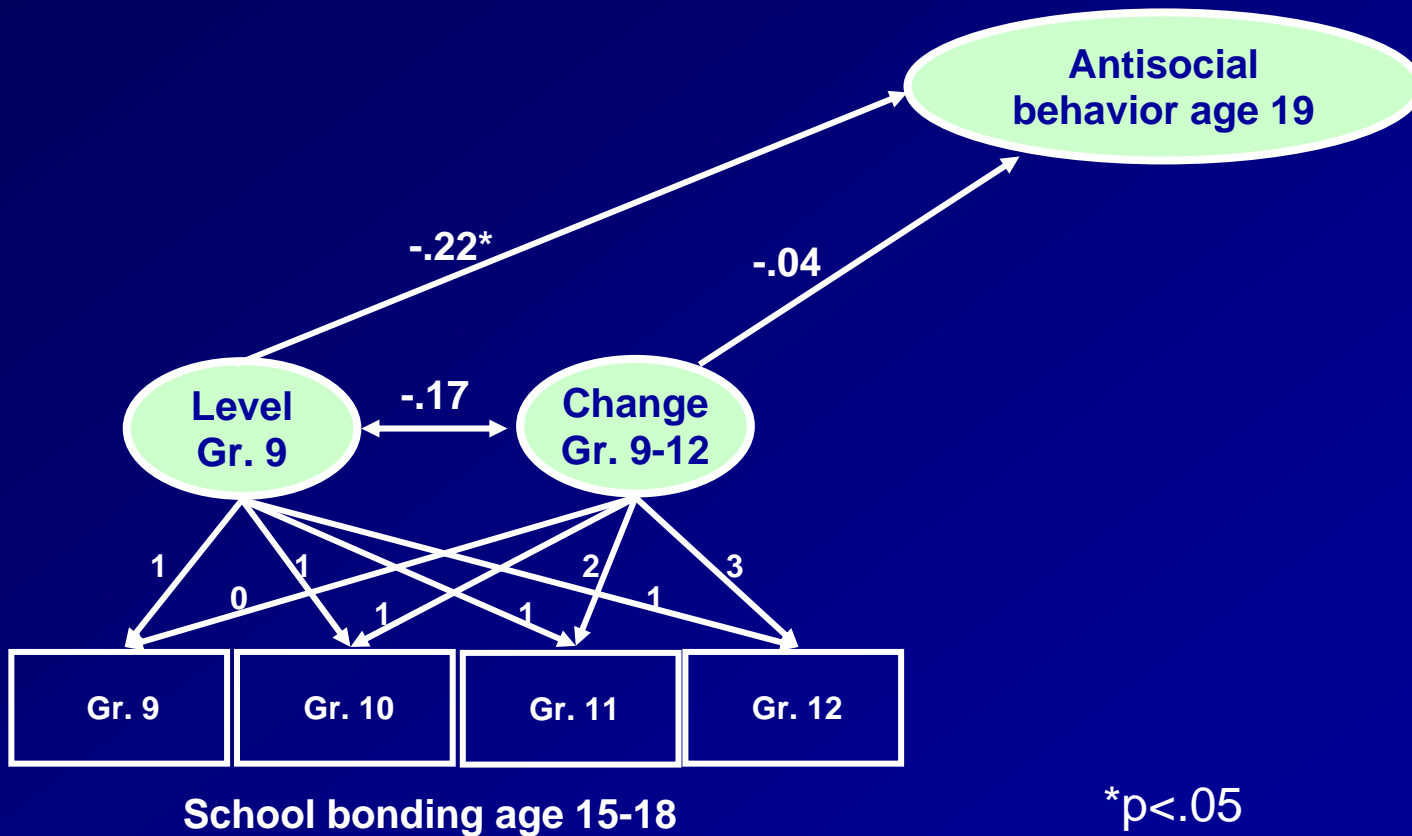 Antisocial
behavior age 19
-.22*
-.04
Level
Gr. 9
-.17
Change
Gr. 9-12
1
1
2
3
0
1
1
1
Gr. 9
Gr. 10
Gr. 11
Gr. 12
School bonding age 15-18
*p<.05